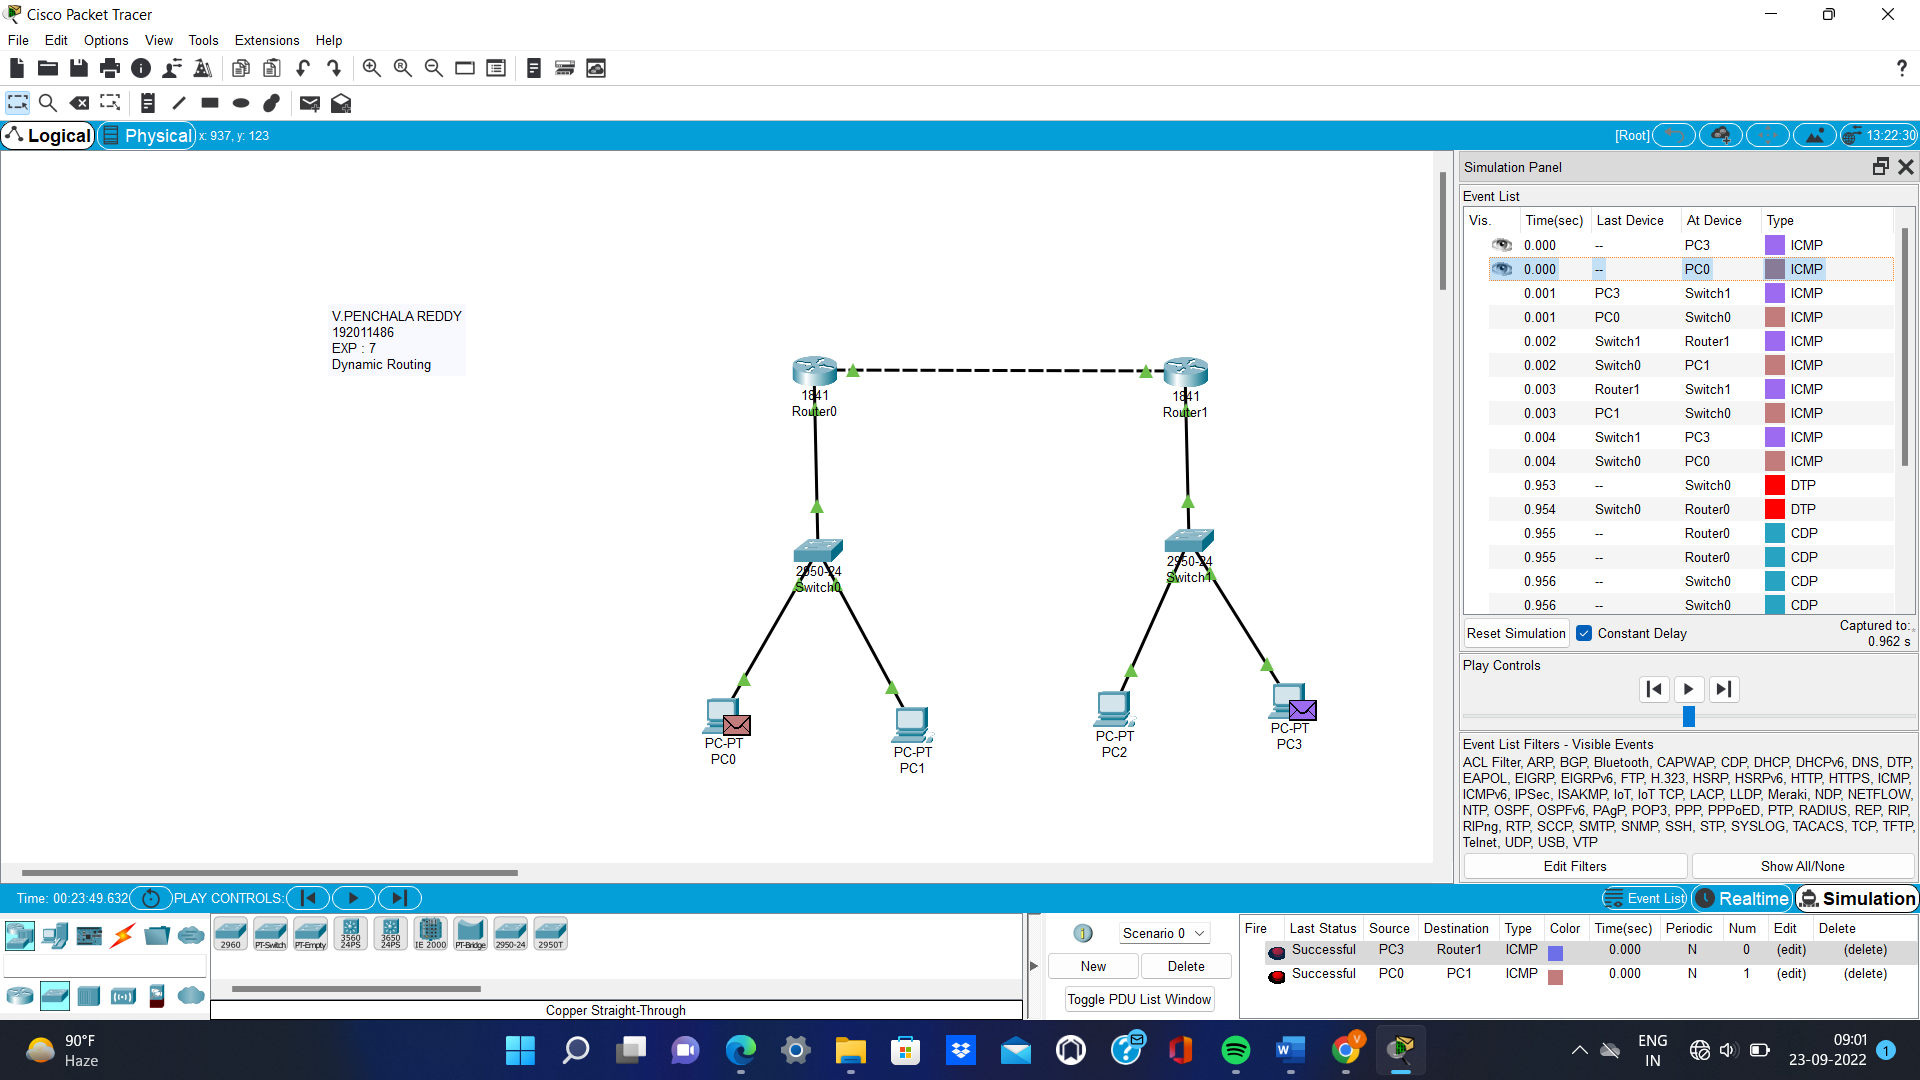 Cisco Packet Tracer
File Edit Options View Tools Extensions Help
Logical Physical x: 937, y: 123 [Root] 13:22:30
V.PENCHALA REDDY
192011486
EXP : 7
Dynamic Routing
1841
Router0
1841
Router1
2950-24
Switch0
2950-24
Switch1
PC-PT
PC0
PC-PT
PC1
PC-PT
PC2
PC-PT
PC3
Simulation Panel
Event List
Vis. Time(sec) Last Device At Device Type
0.000 -- PC3 ICMP
0.000 -- PC0 ICMP
0.001 PC3 Switch1 ICMP
0.001 PC0 Switch0 ICMP
0.002 Switch1 Router1 ICMP
0.002 Switch0 PC1 ICMP
0.003 Router1 Switch1 ICMP
0.003 PC1 Switch0 ICMP
0.004 Switch1 PC3 ICMP
0.004 Switch0 PC0 ICMP
0.953 -- Switch0 DTP
0.954 Switch0 Router0 DTP
0.955 -- Router0 CDP
0.955 -- Router0 CDP
0.956 -- Switch0 CDP
0.956 -- Switch0 CDP
Reset Simulation Constant Delay Captured to:
0.962 s
Play Controls
Event List Filters - Visible Events
ACL Filter, ARP, BGP, Bluetooth, CAPWAP, CDP, DHCP, DHCPv6, DNS, DTP,
EAPOL, EIGRP, EIGRPv6, FTP, H.323, HSRP, HSRPv6, HTTP, HTTPS, ICMP,
ICMPv6, IPSec, ISAKMP, IoT, IoT TCP, LACP, LLDP, Meraki, NDP, NETFLOW,
NTP, OSPF, OSPFv6, PAgP, POP3, PPP, PPPoED, PTP, RADIUS, REP, RIP,
RIPng, RTP, SCCP, SMTP, SNMP, SSH, STP, SYSLOG, TACACS, TCP, TFTP,
Telnet, UDP, USB, VTP
Edit Filters Show All/None
Time: 00:23:49.632 PLAY CONTROLS: Event List Realtime Simulation
2960 PT-Switch PT-Empty 3560 24PS 3650 24PS IE 2000 PT-Bridge 2950-24 2950T
Copper Straight-Through
Scenario 0
New Delete
Toggle PDU List Window
Fire Last Status Source Destination Type Color Time(sec) Periodic Num Edit Delete
Successful PC3 Router1 ICMP 0.000 N 0 (edit) (delete)
Successful PC0 PC1 ICMP 0.000 N 1 (edit) (delete)
90°F
Haze
ENG
IN
09:01
23-09-2022
1